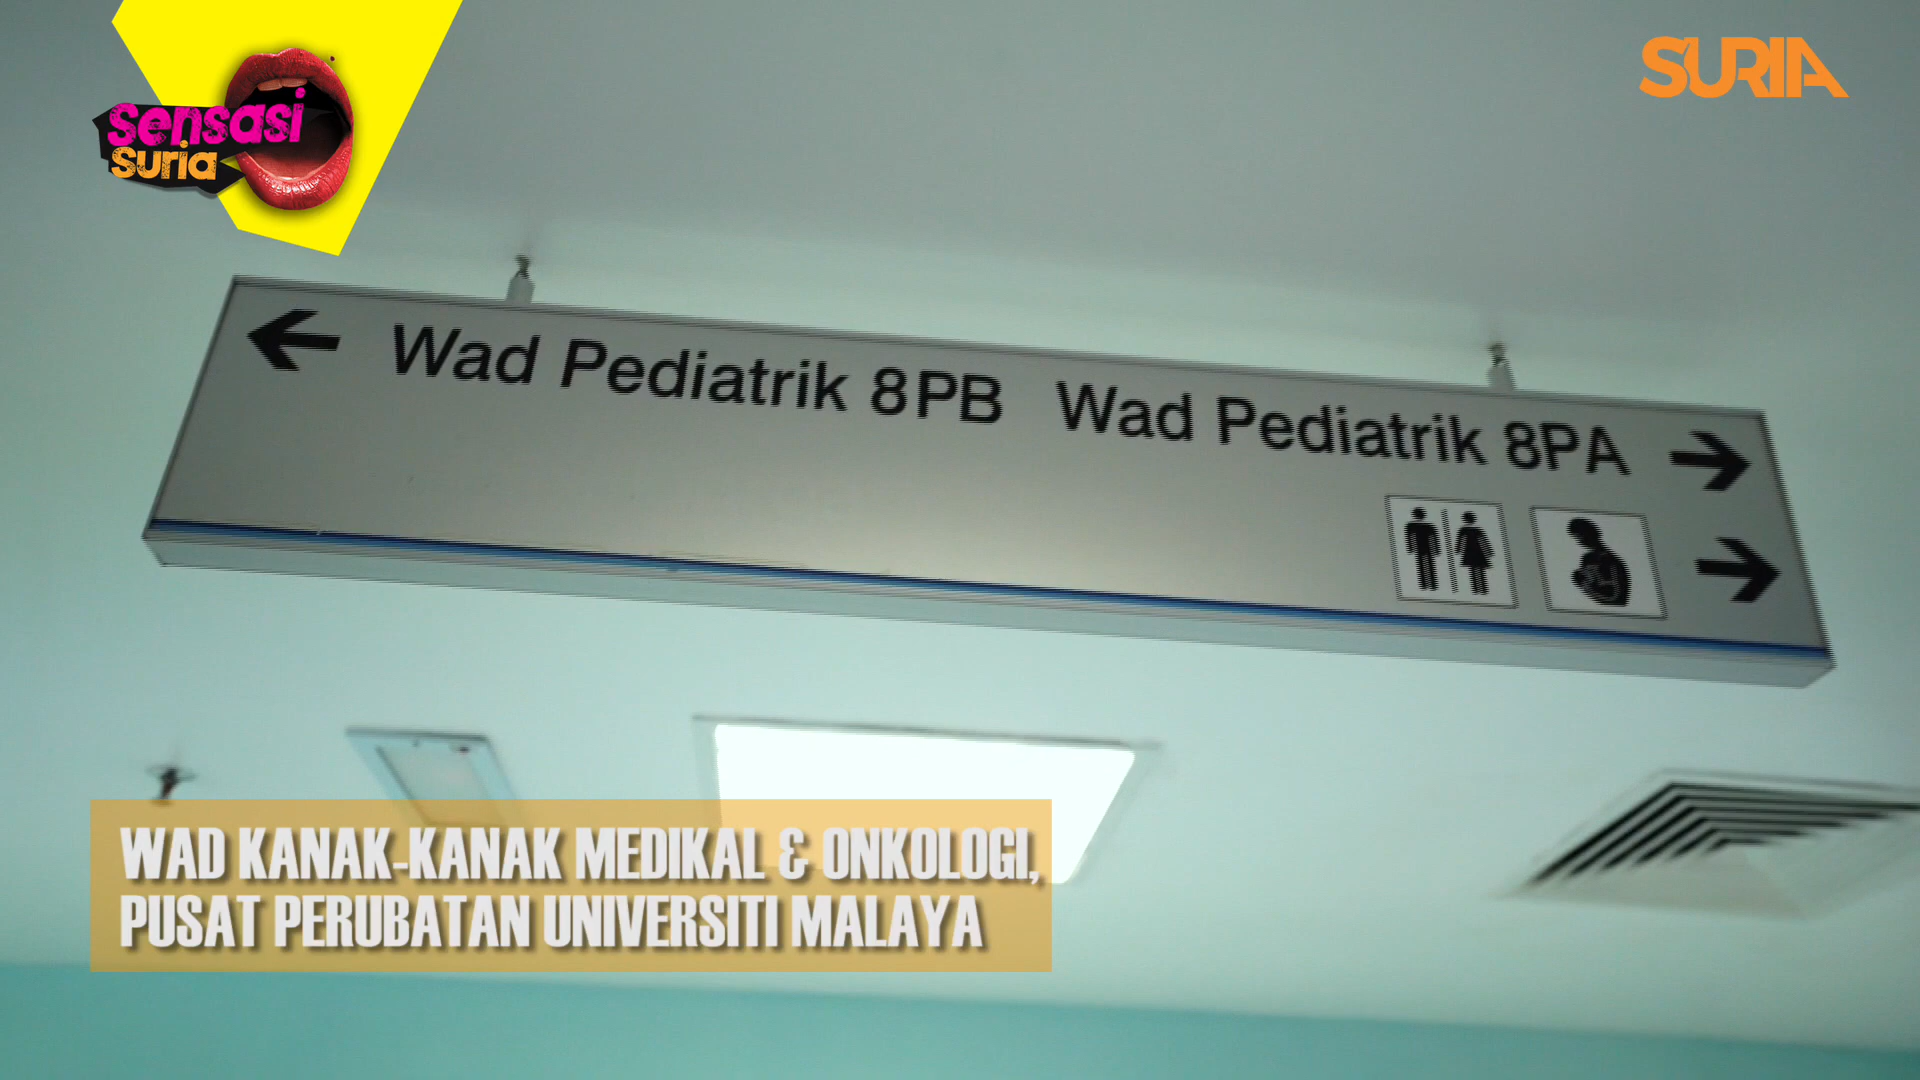 sensasi
suria
SURIA
Wad Pediatrik 8PB Wad Pediatrik 8PA
WAD KANAK-KANAK MEDIKAL & ONKOLOGI,
PUSAT PERUBATAN UNIVERSITI MALAYA